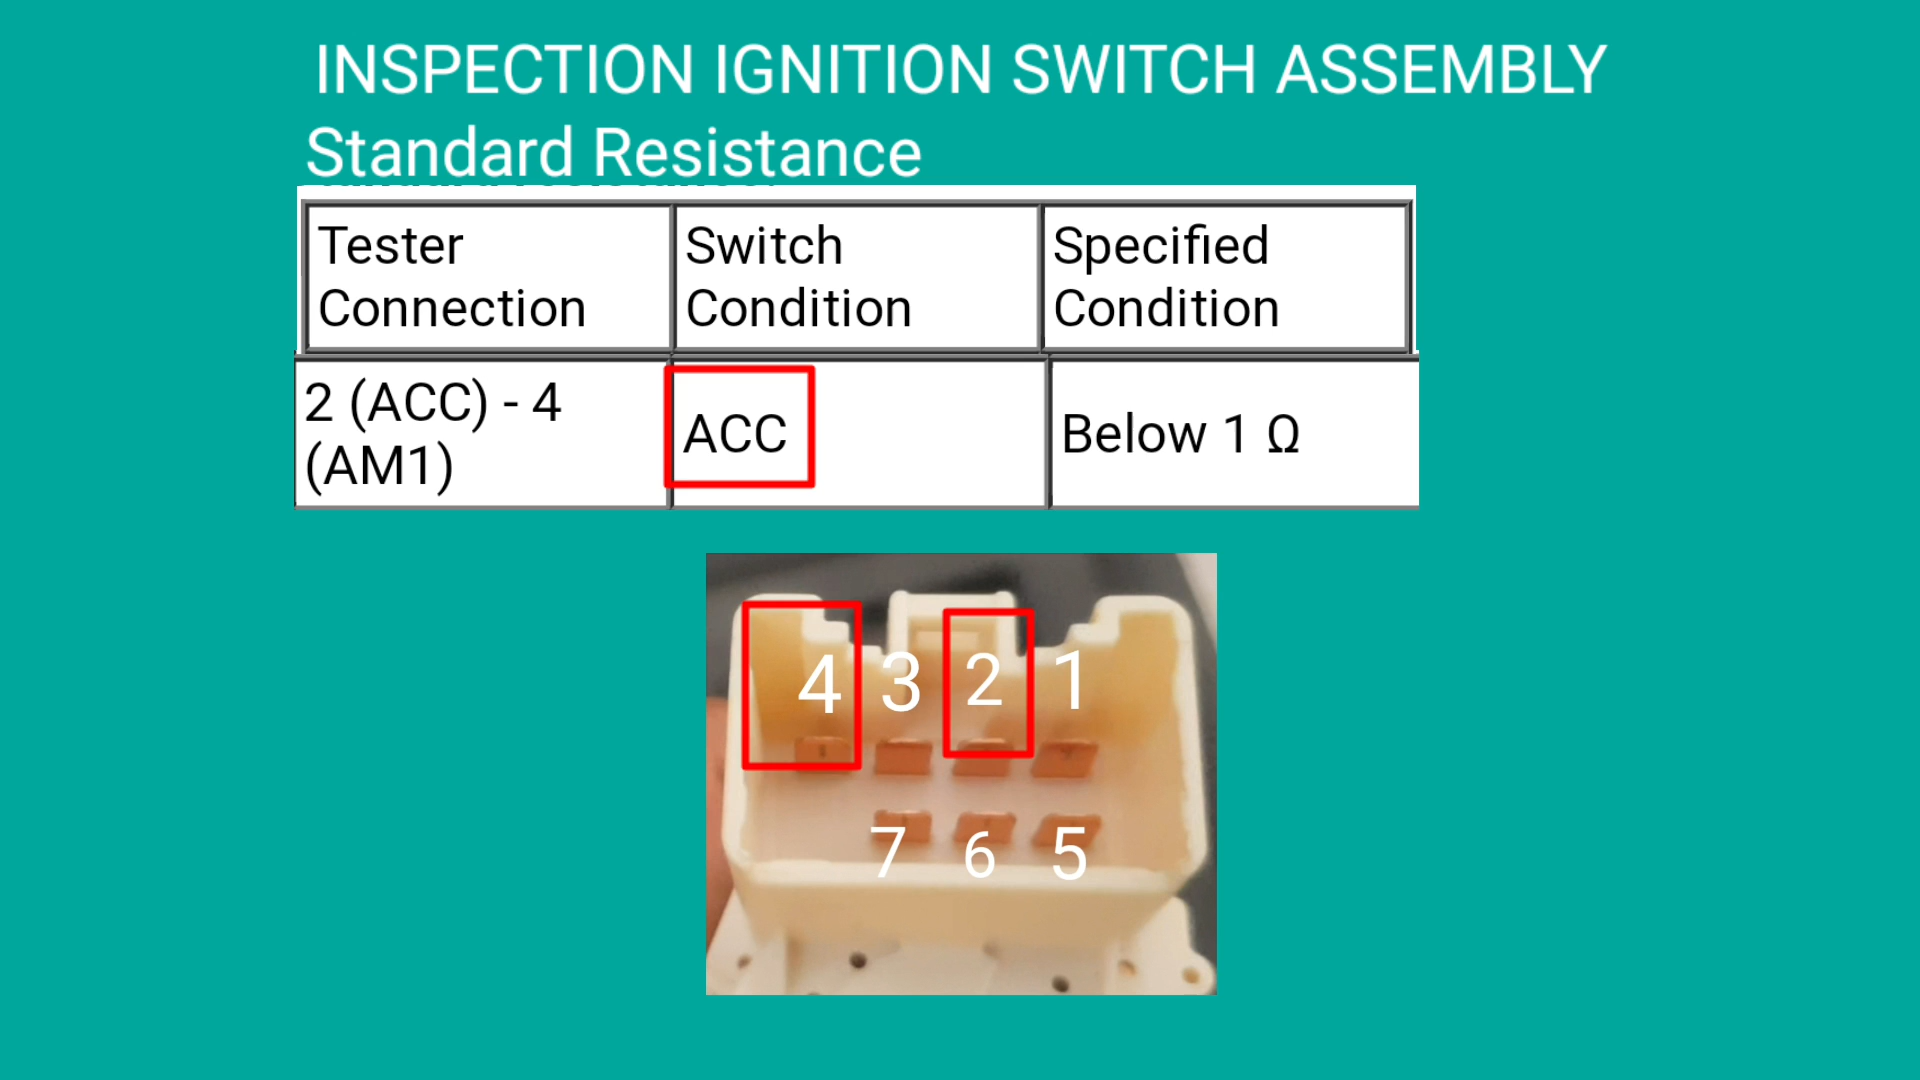 INSPECTION IGNITION SWITCH ASSEMBLY
Standard Resistance
Tester Connection
Switch Condition
Specified Condition
2 (ACC) - 4 (AM1)
ACC
Below 1 Ω
4 3 2 1
7 6 5